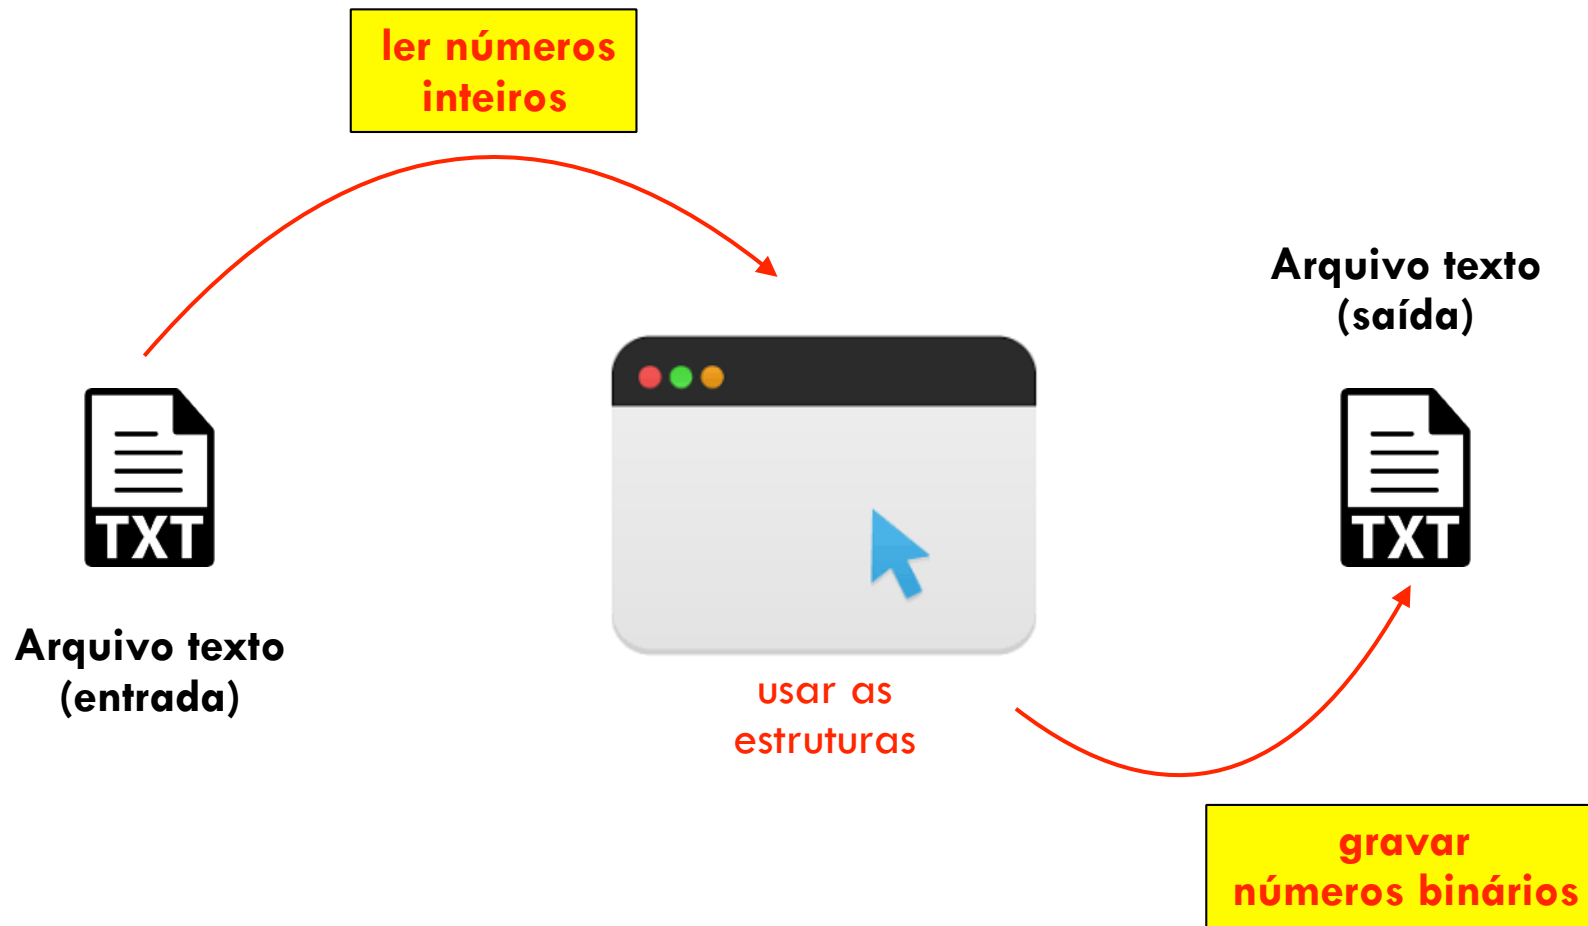 ler números
inteiros
Arquivo texto
(saída)
TXT
TXT
Arquivo texto
(entrada)
usar as
estruturas
gravar
números binários